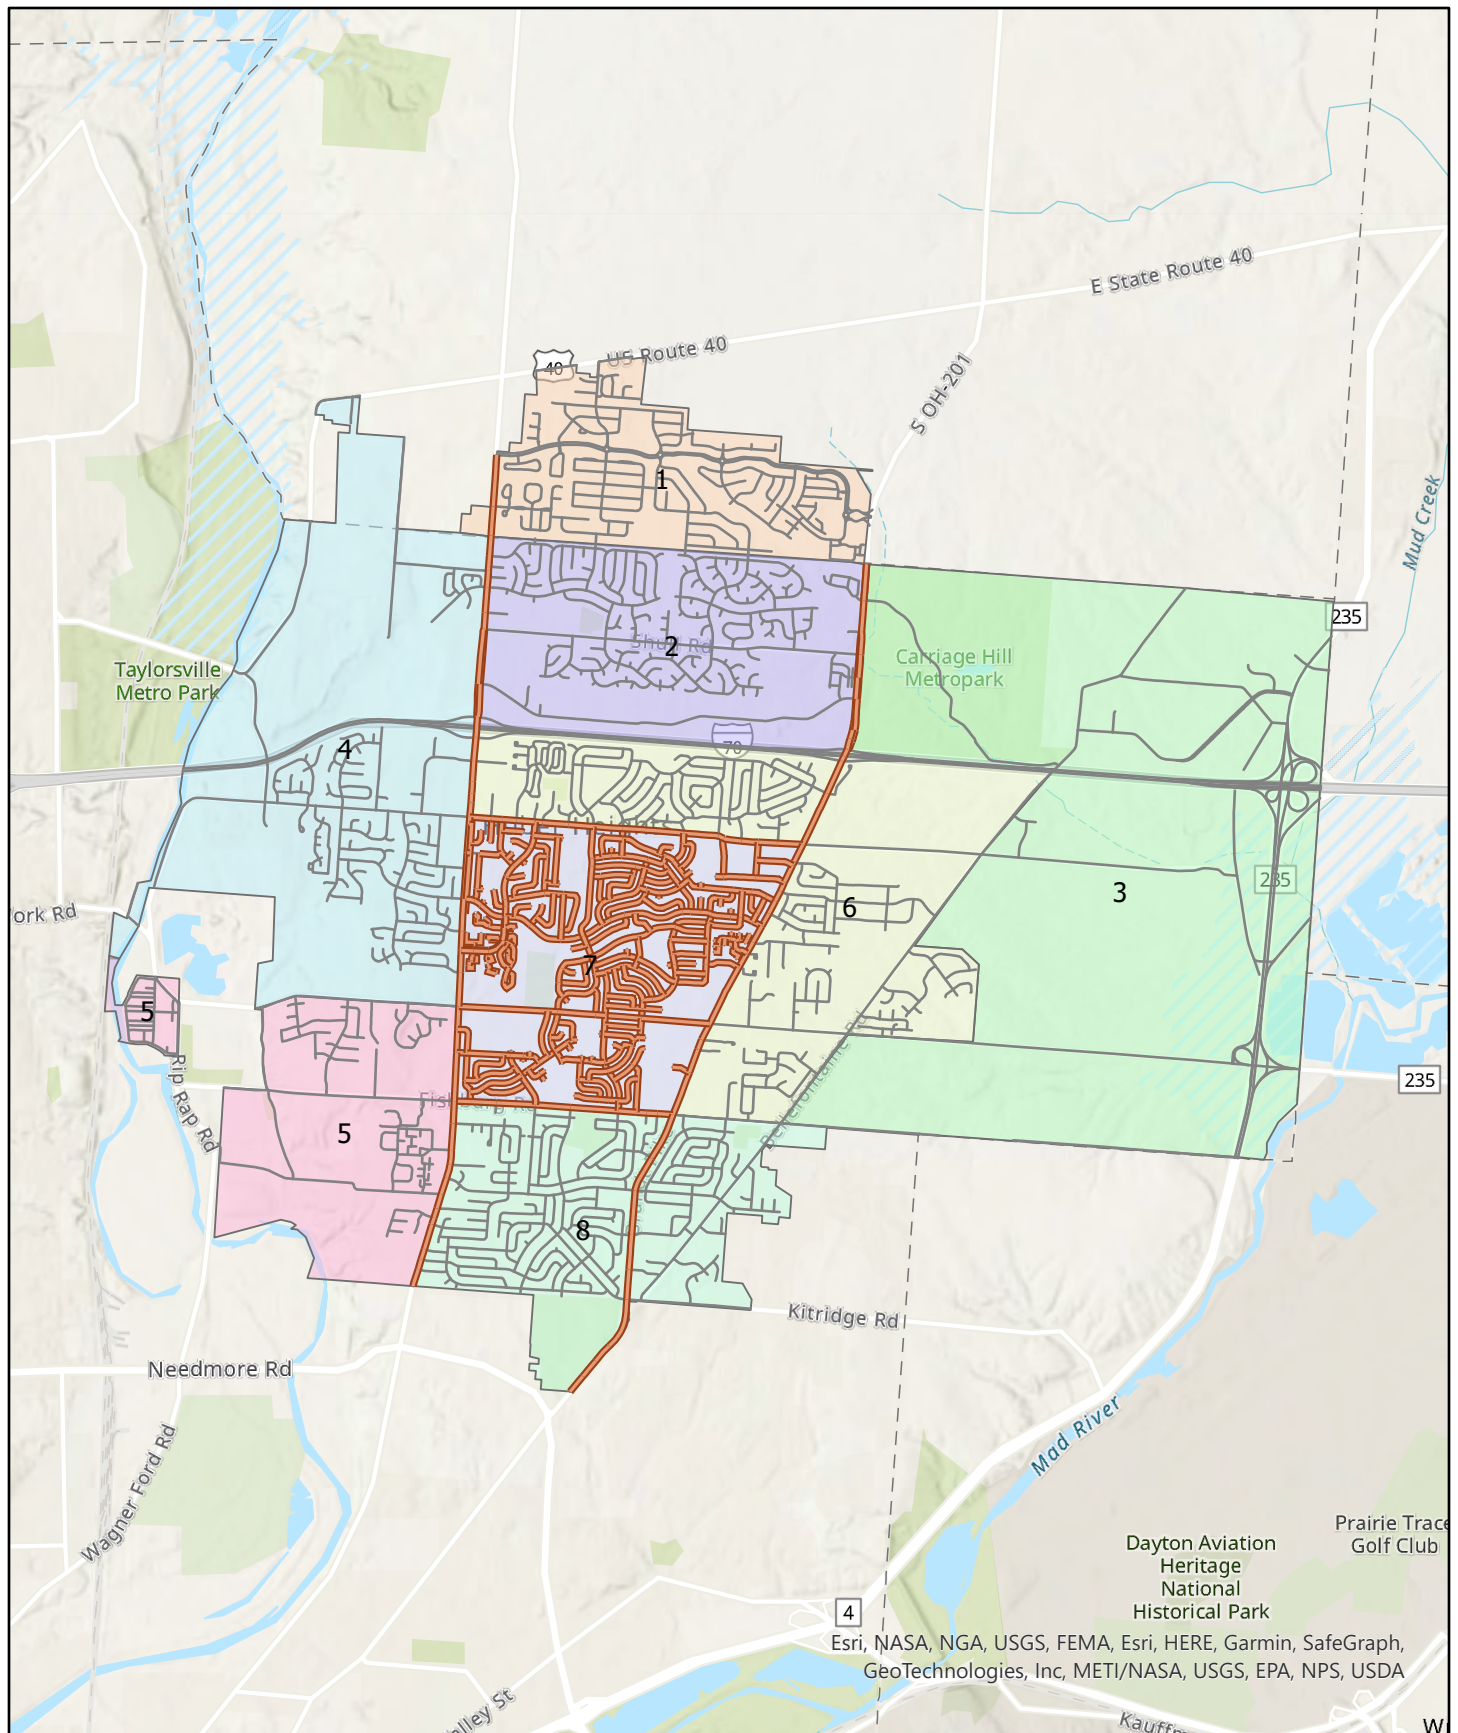 E State Route 40
US Route 40
40
S OH-201
1
Mud Creek
235
2
Carriage Hill
Metropark
Taylorsville
Metro Park
4
70
235
3
6
ork Rd
7
5
Rip Rap Rd
235
5
8
Kitridge Rd
Needmore Rd
Mad River
Wagner Ford Rd
Prairie Trace
Golf Club
Dayton Aviation
Heritage
National
Historical Park
4
Esri, NASA, NGA, USGS, FEMA, Esri, HERE, Garmin, SafeGraph,
GeoTechnologies, Inc, METI/NASA, USGS, EPA, NPS, USDA
alley St
Kauffm